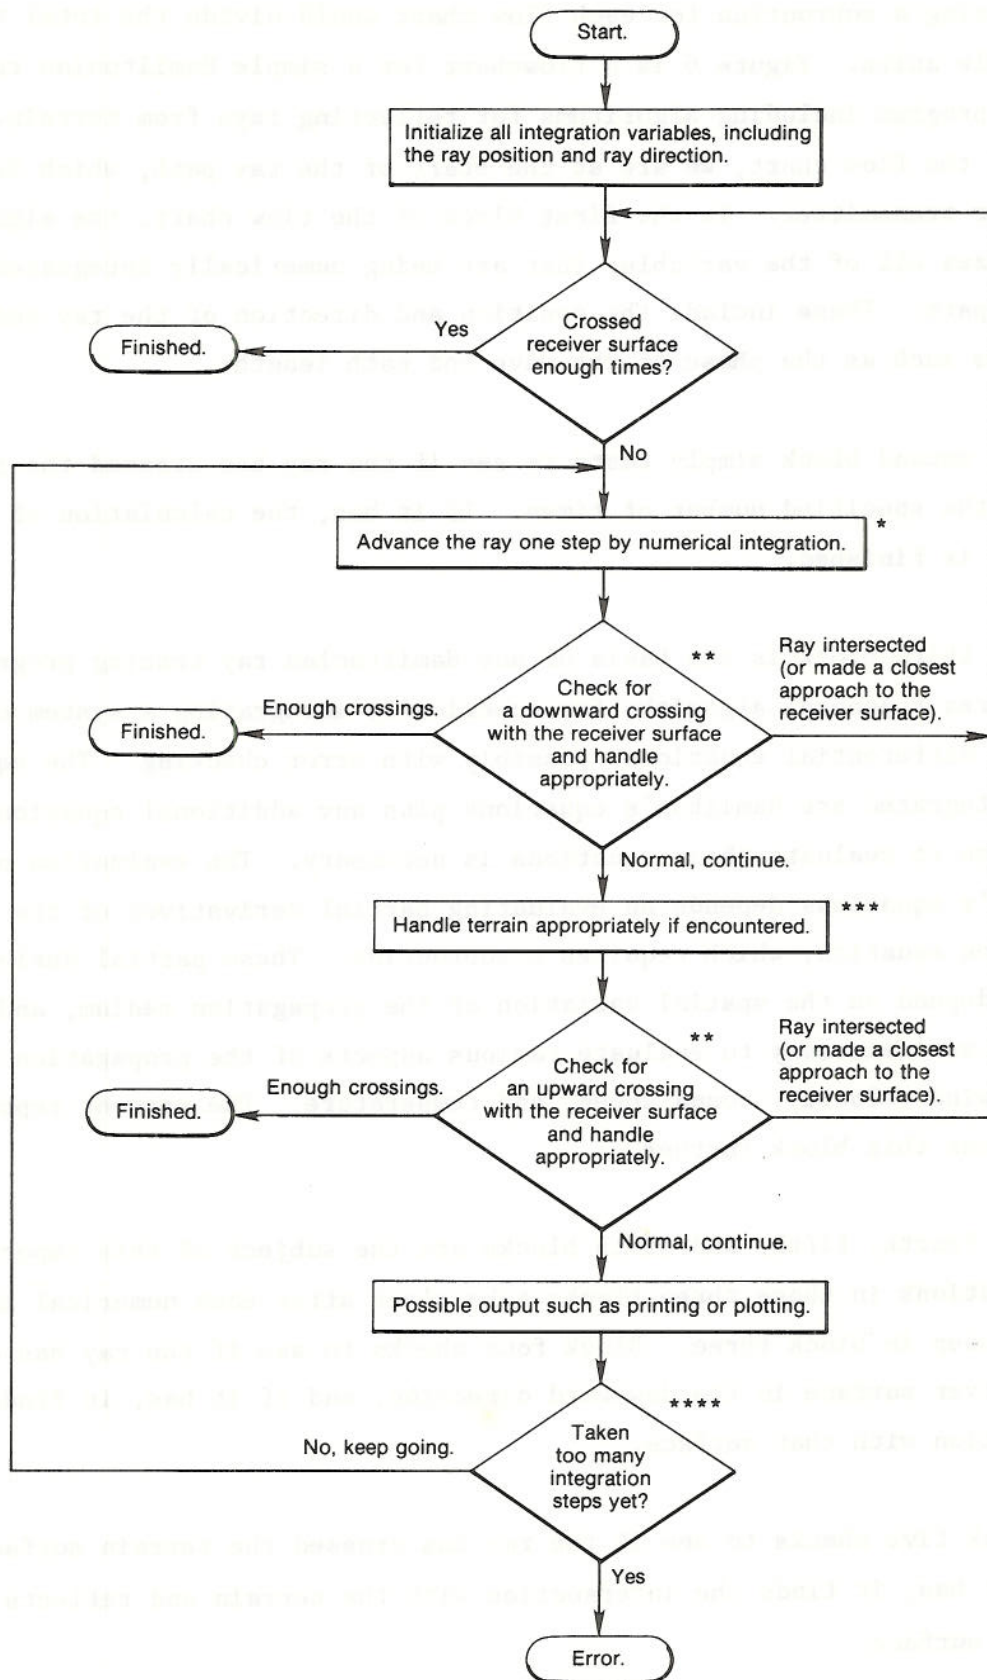 Start.
Initialize all integration variables, including
the ray position and ray direction.
Yes
Crossed
receiver surface
enough times?
Finished.
No
Advance the ray one step by numerical integration.
*
Ray intersected
(or made a closest
approach to the
receiver surface).
**
Enough crossings.
Check for
a downward crossing
with the receiver surface
and handle
appropriately.
Finished.
Normal, continue.
***
Handle terrain appropriately if encountered.
Ray intersected
(or made a closest
approach to the
receiver surface).
**
Enough crossings.
Check for
an upward crossing
with the receiver surface
and handle
appropriately.
Finished.
Normal, continue.
Possible output such as printing or plotting.
****
No, keep going.
Taken
too many
integration
steps yet?
Yes
Error.